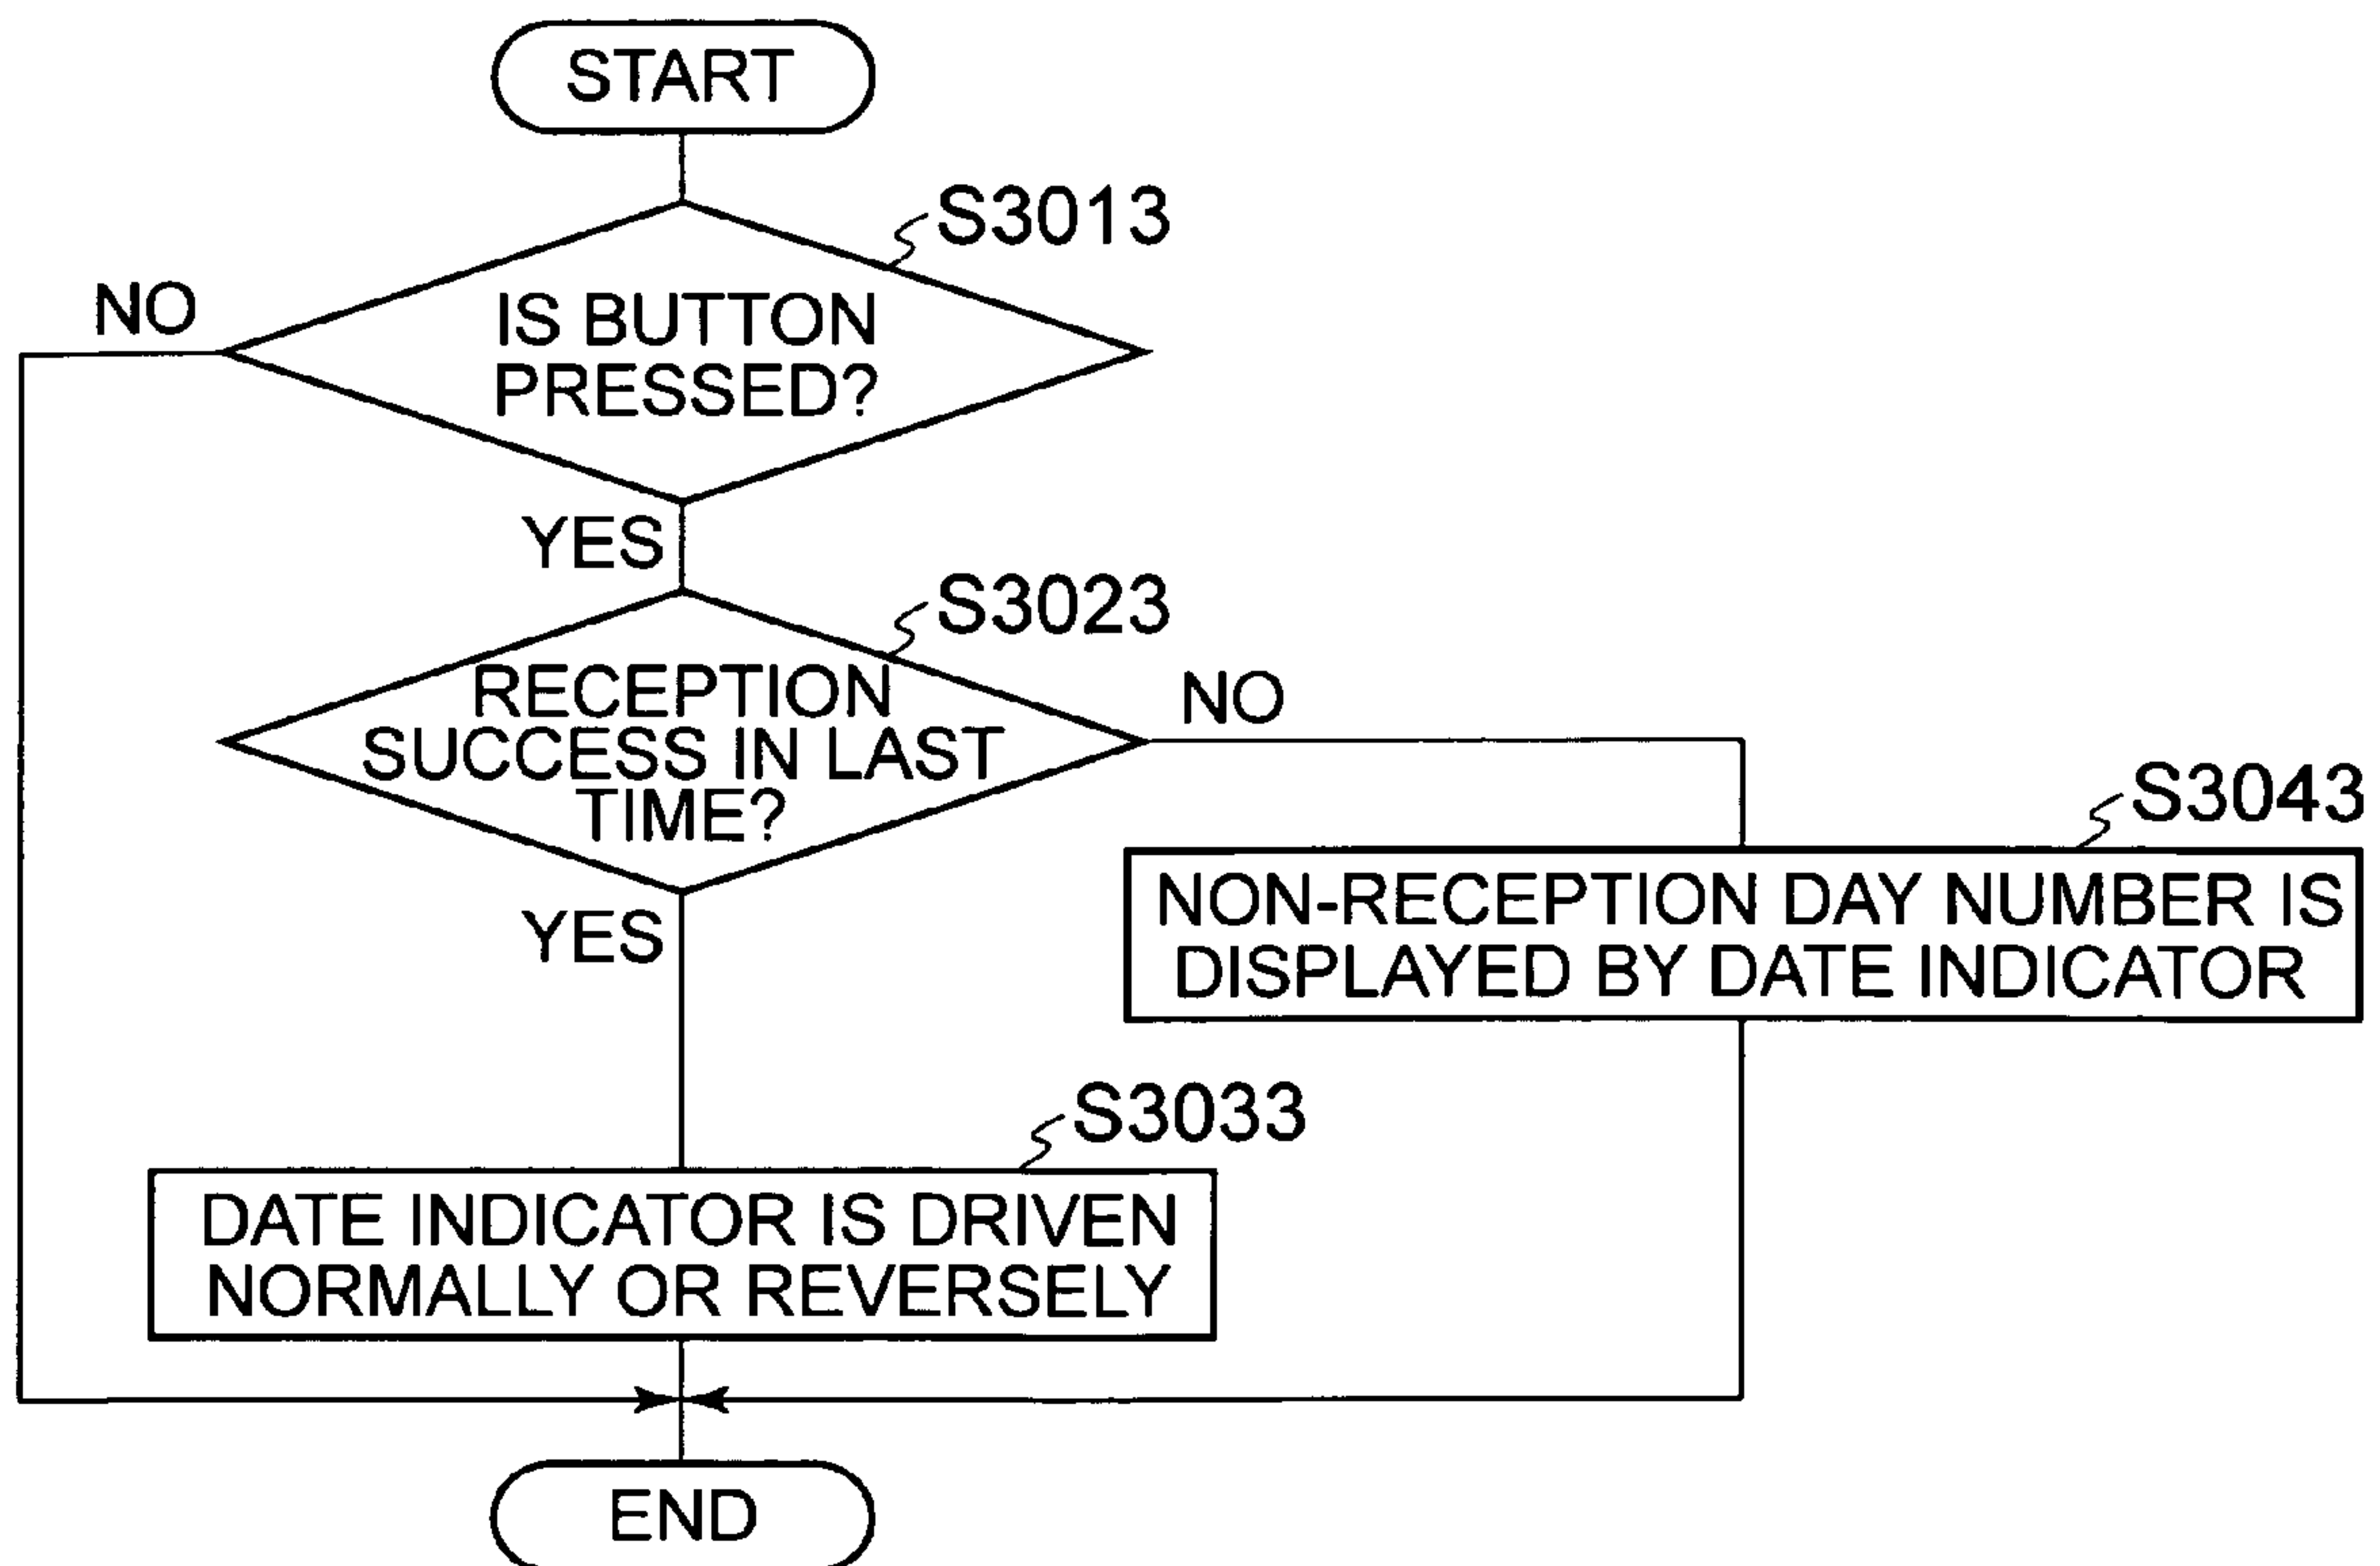 START
S3013
NO
IS BUTTON
PRESSED?
YES
S3023
RECEPTION
SUCCESS IN LAST
TIME?
NO
YES
S3043
NON-RECEPTION DAY NUMBER IS
DISPLAYED BY DATE INDICATOR
S3033
DATE INDICATOR IS DRIVEN
NORMALLY OR REVERSELY
END